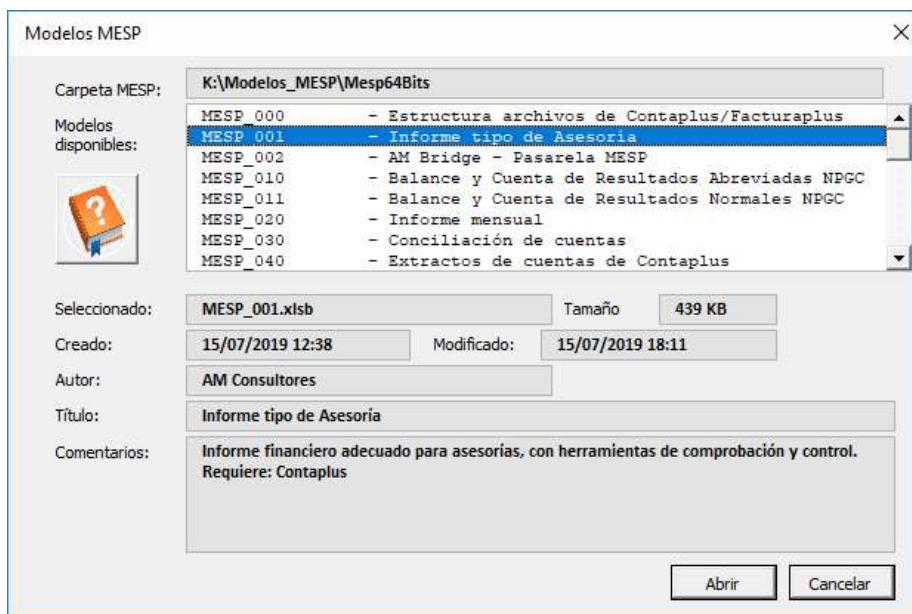 Modelos MESP
Carpeta MESP: K:\Modelos_MESP\Mesp64Bits
Modelos
disponibles:
MESP_000 - Estructura archivos de Contaplus/Facturaplus
MESP_001 - Informe tipo de Asesoría
MESP_002 - AM Bridge - Pasarela MESP
MESP_010 - Balance y Cuenta de Resultados Abreviadas NPGC
MESP_011 - Balance y Cuenta de Resultados Normales NPGC
MESP_020 - Informe mensual
MESP_030 - Conciliación de cuentas
MESP_040 - Extractos de cuentas de Contaplus
?
Seleccionado: MESP_001.xlsb Tamaño 439 KB
Creado: 15/07/2019 12:38 Modificado: 15/07/2019 18:11
Autor: AM Consultores
Título: Informe tipo de Asesoría
Comentarios: Informe financiero adecuado para asesorías, con herramientas de comprobación y control.
Requiere: Contaplus
Abrir Cancelar